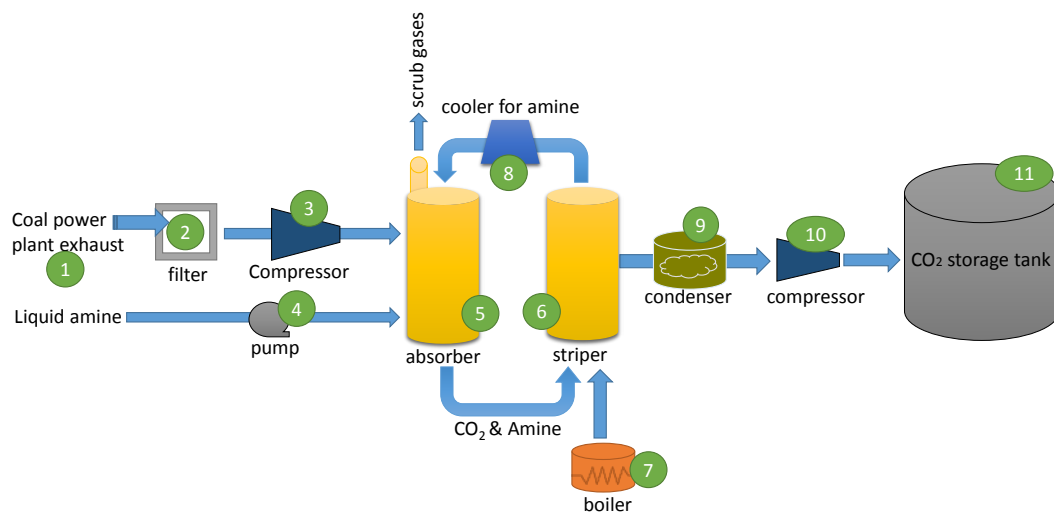 scrub gases
cooler for amine
8
11
3
Coal power
plant exhaust
1
2
filter
Compressor
9
condenser
10
compressor
CO₂ storage tank
Liquid amine
4
pump
5
absorber
6
striper
CO₂ & Amine
7
boiler